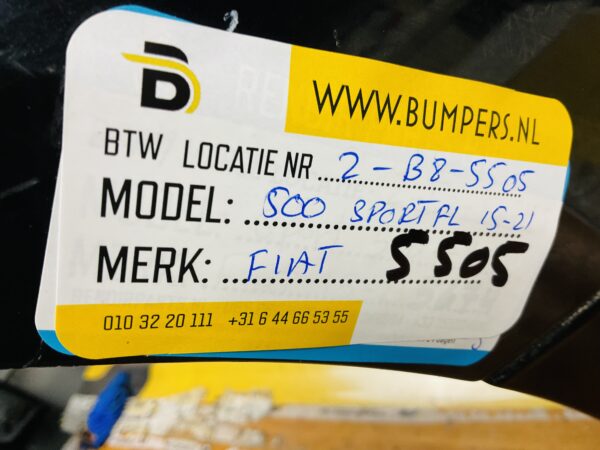 WWW.BUMPERS.NL
BTW LOCATIE NR 2-B8-5505
MODEL: 500 SPORT FL 15-21
MERK: FIAT 5505
010 32 20 111 +31 6 44 66 53 55